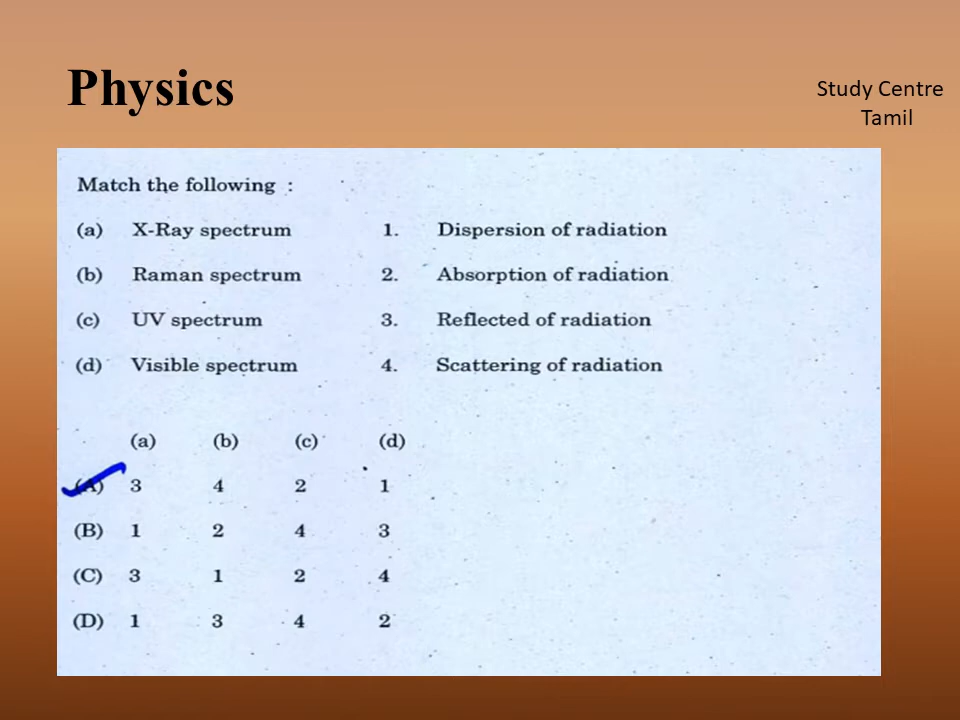 Physics
Study Centre
Tamil
Match the following :
(a) X-Ray spectrum 1. Dispersion of radiation
(b) Raman spectrum 2. Absorption of radiation
(c) UV spectrum 3. Reflected of radiation
(d) Visible spectrum 4. Scattering of radiation
(a) (b) (c) (d)
(A) 3 4 2 1
(B) 1 2 4 3
(C) 3 1 2 4
(D) 1 3 4 2